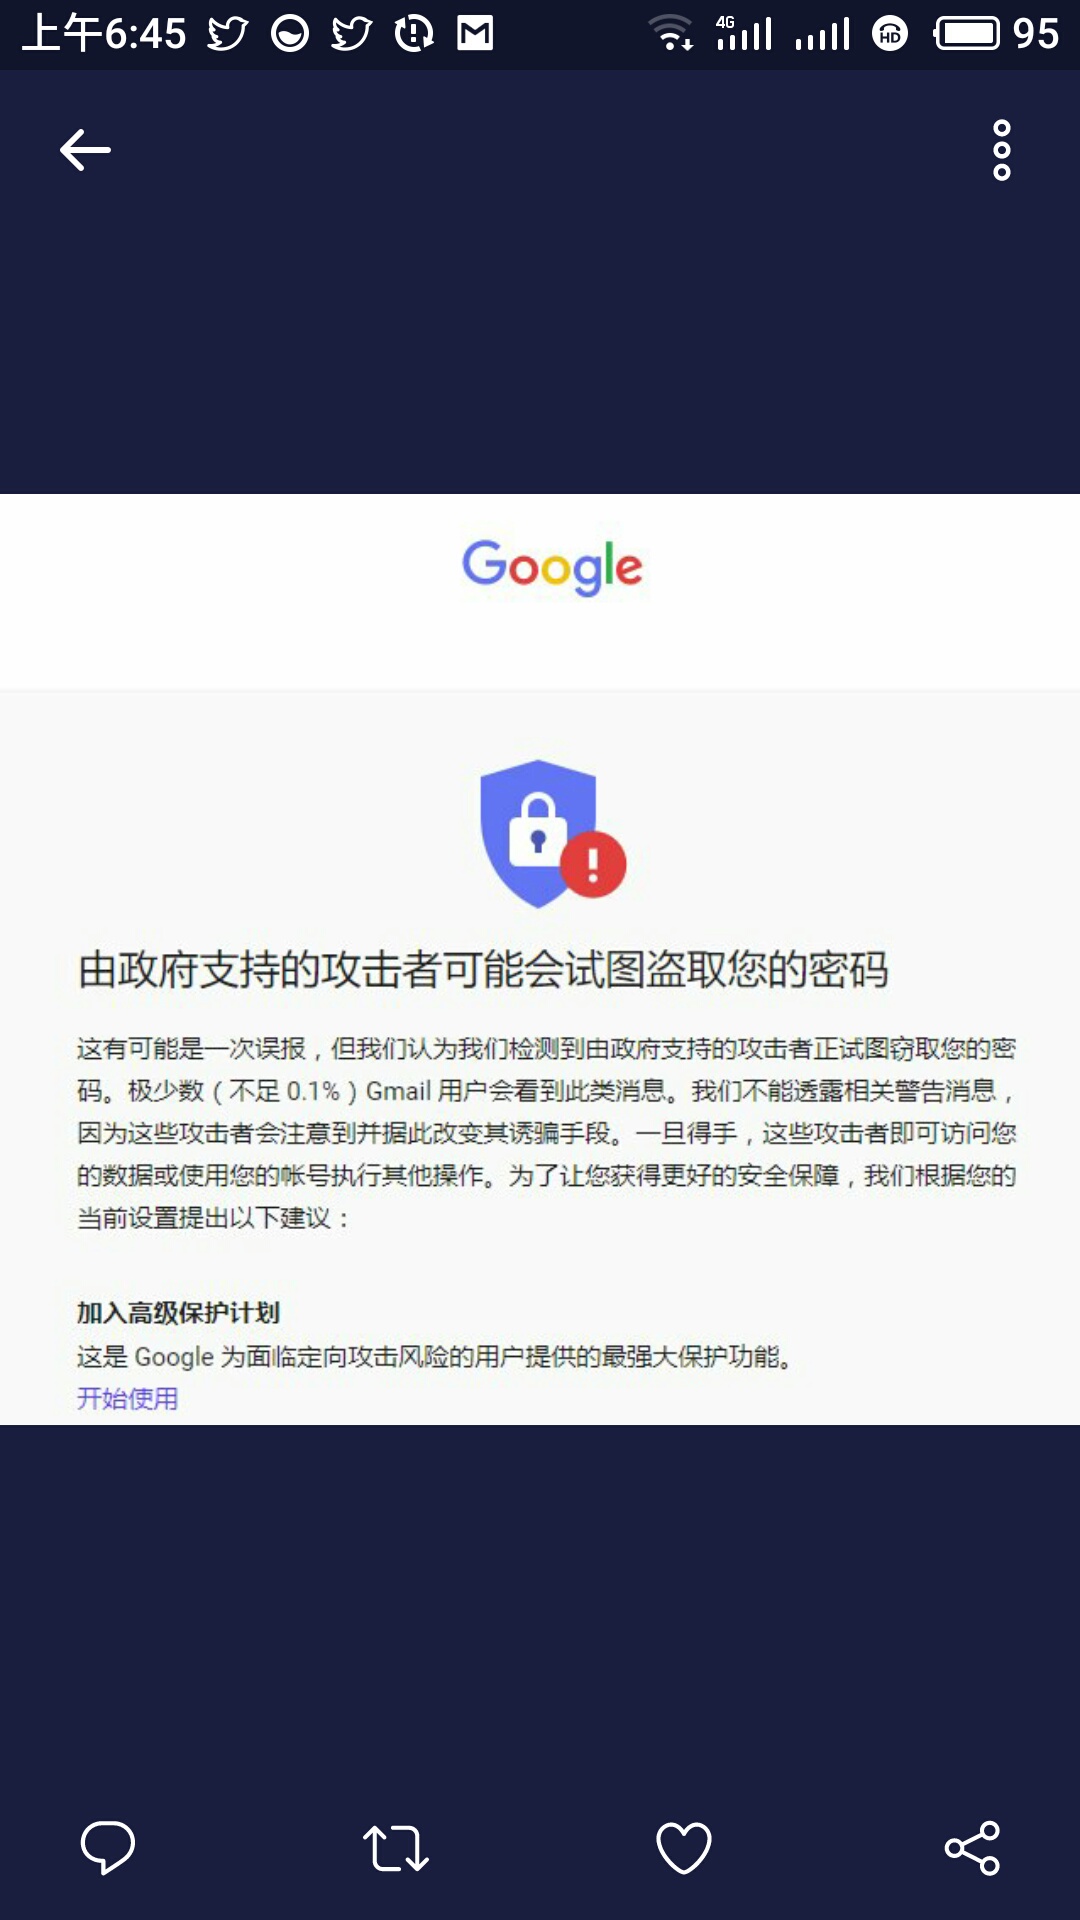 上午6:45
4G
HD
95
Google
由政府支持的攻击者可能会试图盗取您的密码
这有可能是一次误报，但我们认为我们检测到由政府支持的攻击者正试图窃取您的密
码。极少数（不足 0.1%）Gmail 用户会看到此类消息。我们不能透露相关警告消息，
因为这些攻击者会注意到并据此改变其诱骗手段。一旦得手，这些攻击者即可访问您
的数据或使用您的帐号执行其他操作。为了让您获得更好的安全保障，我们根据您的
当前设置提出以下建议：
加入高级保护计划
这是 Google 为面临定向攻击风险的用户提供的最强大保护功能。
开始使用